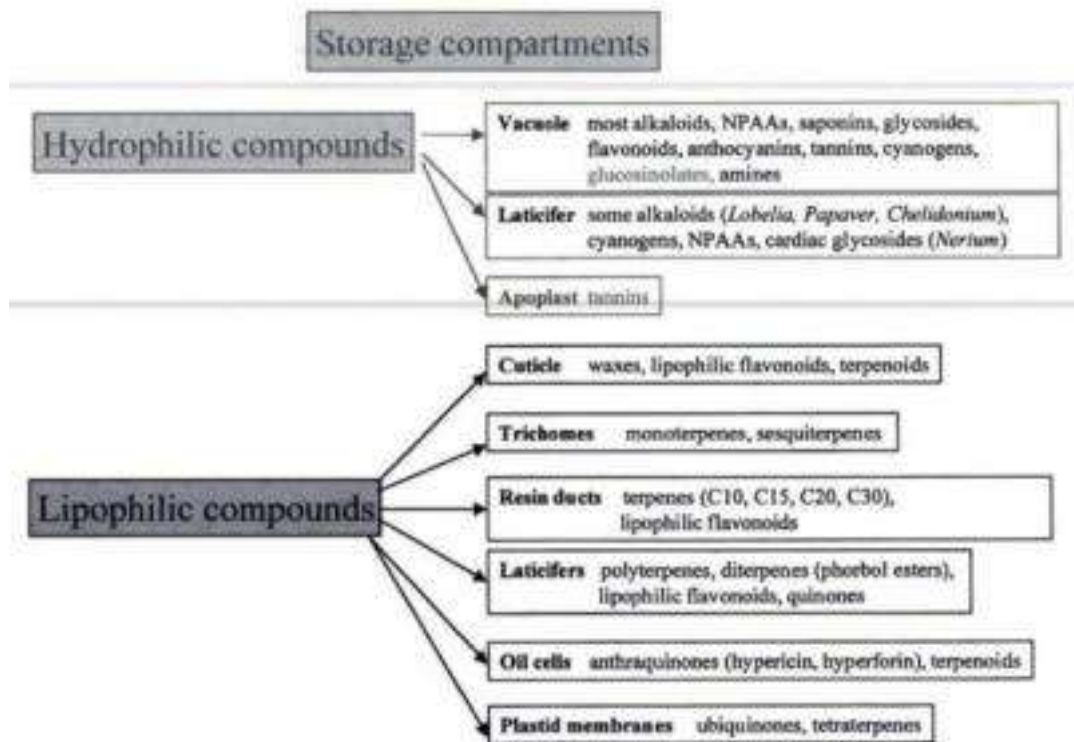 Storage compartments
Hydrophilic compounds
Vacuole most alkaloids, NPAAs, saponins, glycosides,
flavonoids, anthocyanins, tannins, cyanogens,
glucosinolates, amines
Laticifer some alkaloids (Lobelia, Papaver, Chelidonium),
cyanogens, NPAAs, cardiac glycosides (Nerium)
Apoplast tannins
Lipophilic compounds
Cuticle waxes, lipophilic flavonoids, terpenoids
Trichomes monoterpenes, sesquiterpenes
Resin ducts terpenes (C10, C15, C20, C30),
lipophilic flavonoids
Laticifers polyterpenes, diterpenes (phorbol esters),
lipophilic flavonoids, quinones
Oil cells anthraquinones (hypericin, hyperforin), terpenoids
Plastid membranes ubiquinones, tetraterpenes